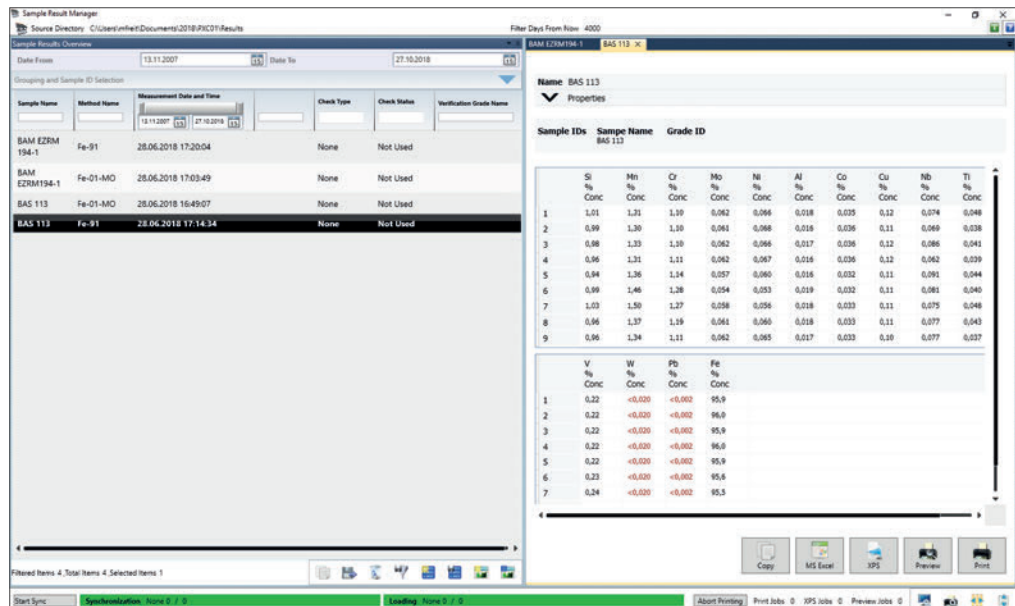 Sample Result Manager
Source Directory C:\Users\mfreit\Documents\2018\PXC01\Results Filter Days From Now 4000
Sample Results Overview
Date From 13.11.2007 15 Date To 27.10.2018 15
Grouping and Sample ID Selection
Sample Name Method Name Measurement Date and Time Check Type Check Status Verification Grade Name
13.11.2007 15 27.10.2018 15
BAM EZRM 194-1 Fe-91 28.06.2018 17:20:04 None Not Used
BAM EZRM194-1 Fe-01-MO 28.06.2018 17:03:49 None Not Used
BAS 113 Fe-01-MO 28.06.2018 16:49:07 None Not Used
BAS 113 Fe-91 28.06.2018 17:14:34 None Not Used
Filtered Items 4 ,Total Items 4 ,Selected Items 1
BAM EZRM194-1 BAS 113
Name BAS 113
Properties
Sample IDs Sampe Name Grade ID
BAS 113
Si Mn Cr Mo Ni Al Co Cu Nb Ti
% % % % % % % % % %
Conc Conc Conc Conc Conc Conc Conc Conc Conc Conc
1 1,01 1,31 1,10 0,062 0,066 0,018 0,035 0,12 0,074 0,048
2 0,99 1,30 1,10 0,061 0,068 0,016 0,036 0,11 0,069 0,038
3 0,98 1,33 1,10 0,062 0,066 0,017 0,036 0,12 0,086 0,041
4 0,96 1,31 1,11 0,062 0,067 0,016 0,036 0,12 0,062 0,039
5 0,94 1,36 1,14 0,057 0,060 0,016 0,032 0,11 0,091 0,044
6 0,99 1,46 1,28 0,054 0,053 0,019 0,032 0,11 0,081 0,040
7 1,03 1,50 1,27 0,058 0,056 0,018 0,033 0,11 0,075 0,048
8 0,96 1,37 1,19 0,061 0,060 0,018 0,033 0,11 0,077 0,043
9 0,96 1,34 1,11 0,062 0,065 0,017 0,033 0,10 0,077 0,037
V W Pb Fe
% % % %
Conc Conc Conc Conc
1 0,22 <0,020 <0,002 95,9
2 0,22 <0,020 <0,002 96,0
3 0,22 <0,020 <0,002 95,9
4 0,22 <0,020 <0,002 96,0
5 0,22 <0,020 <0,002 95,9
6 0,23 <0,020 <0,002 95,6
7 0,24 <0,020 <0,002 95,5
Copy MS Excel XPS Preview Print
Start Sync Synchronization None 0 / 0 Loading None 0 / 0 Abort Printing Print Jobs 0 XPS Jobs 0 Preview Jobs 0